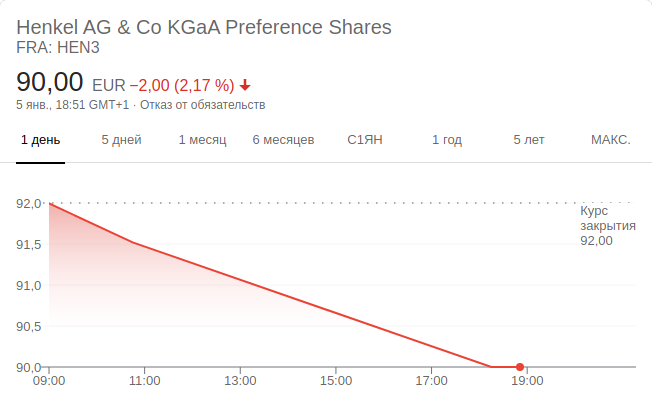 Henkel AG & Co KGaA Preference Shares
FRA: HEN3
90,00 EUR −2,00 (2,17 %)
5 янв., 18:51 GMT+1 · Отказ от обязательств
1 день 5 дней 1 месяц 6 месяцев С1ЯН 1 год 5 лет МАКС.
92,0
Курс
закрытия
92,00
91,5
91,0
90,5
90,0
09:00 11:00 13:00 15:00 17:00 19:00